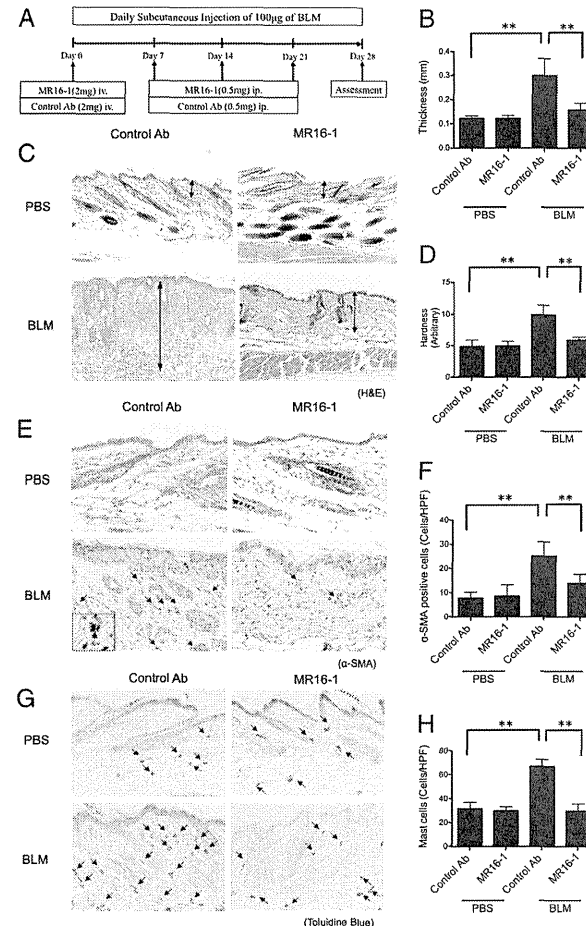 A
Daily Subcutaneous Injection of 100μg of BLM
Day 0
Day 7
Day 14
Day 21
Day 28
MR16-1(2mg) iv.
Control Ab (2mg) iv.
MR16-1(0.5mg) ip.
Control Ab (0.5mg) ip.
Assessment
B
Thickness (mm)
0.4
0.3
0.2
0.1
0.0
**
**
Control Ab
MR16-1
Control Ab
MR16-1
PBS
BLM
C
Control Ab
MR16-1
PBS
BLM
(H&E)
D
Hardness
(Arbitrary)
15
10
5
0
**
**
Control Ab
MR16-1
Control Ab
MR16-1
PBS
BLM
E
Control Ab
MR16-1
PBS
BLM
(α-SMA)
F
α-SMA positive cells (Cells/HPF)
40
30
20
10
0
**
**
Control Ab
MR16-1
Control Ab
MR16-1
PBS
BLM
G
Control Ab
MR16-1
PBS
BLM
(Toluidine Blue)
H
Mast cells (Cells/HPF)
80
60
40
20
0
**
**
Control Ab
MR16-1
Control Ab
MR16-1
PBS
BLM